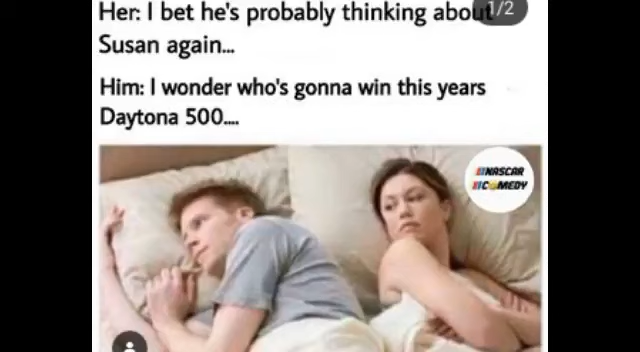 Her: I bet he's probably thinking about
1/2
Susan again...
Him: I wonder who's gonna win this years
Daytona 500....
NASCAR
COMEDY